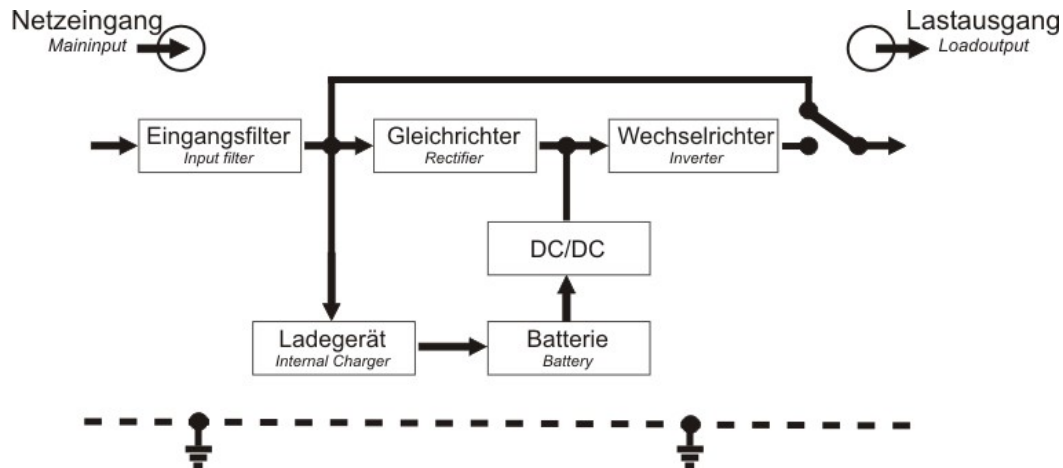 Netzeingang
Maininput
Lastausgang
Loadoutput
Eingangsfilter
Input filter
Gleichrichter
Rectifier
Wechselrichter
Inverter
DC/DC
Ladegerät
Internal Charger
Batterie
Battery